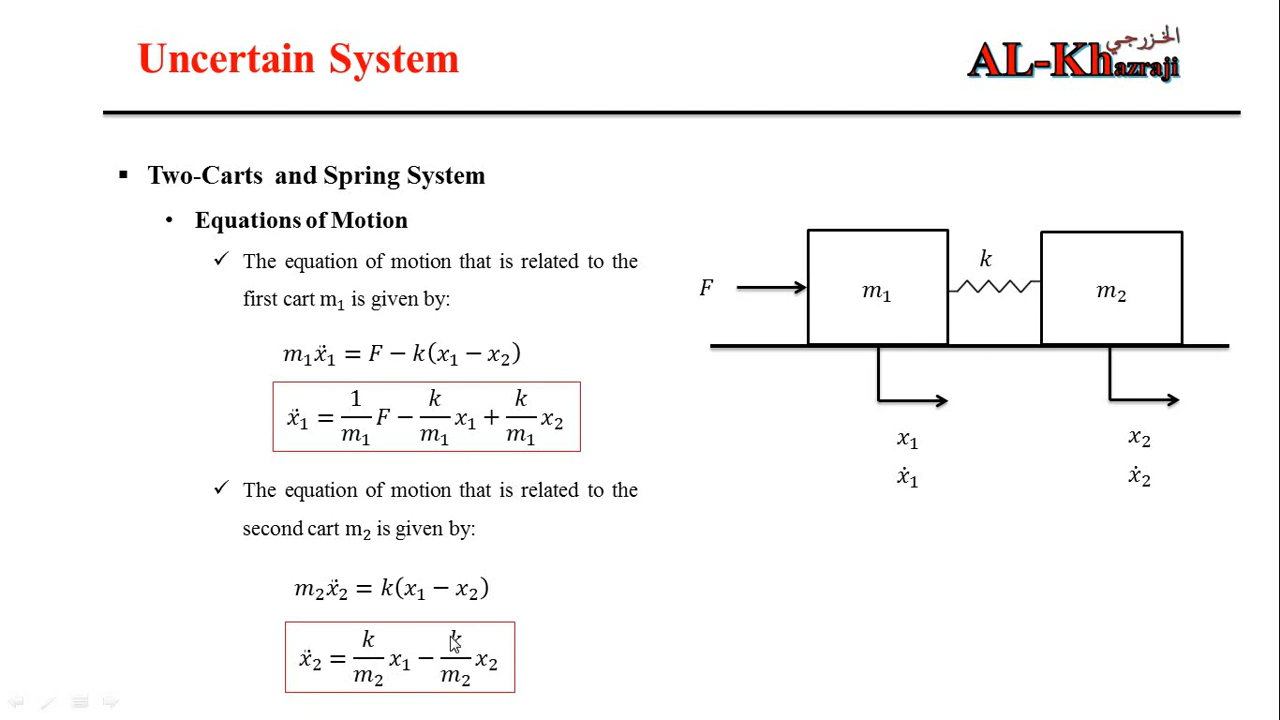 Uncertain System
الخزرجي
AL-Khazraji
▪ Two-Carts and Spring System
• Equations of Motion
✓ The equation of motion that is related to the
first cart m₁ is given by:
m₁ẍ₁ = F − k(x₁ − x₂)
ẍ₁ = 1/m₁ F − k/m₁ x₁ + k/m₁ x₂
✓ The equation of motion that is related to the
second cart m₂ is given by:
m₂ẍ₂ = k(x₁ − x₂)
ẍ₂ = k/m₂ x₁ − k/m₂ x₂
F
m₁
k
m₂
x₁
ẋ₁
x₂
ẋ₂